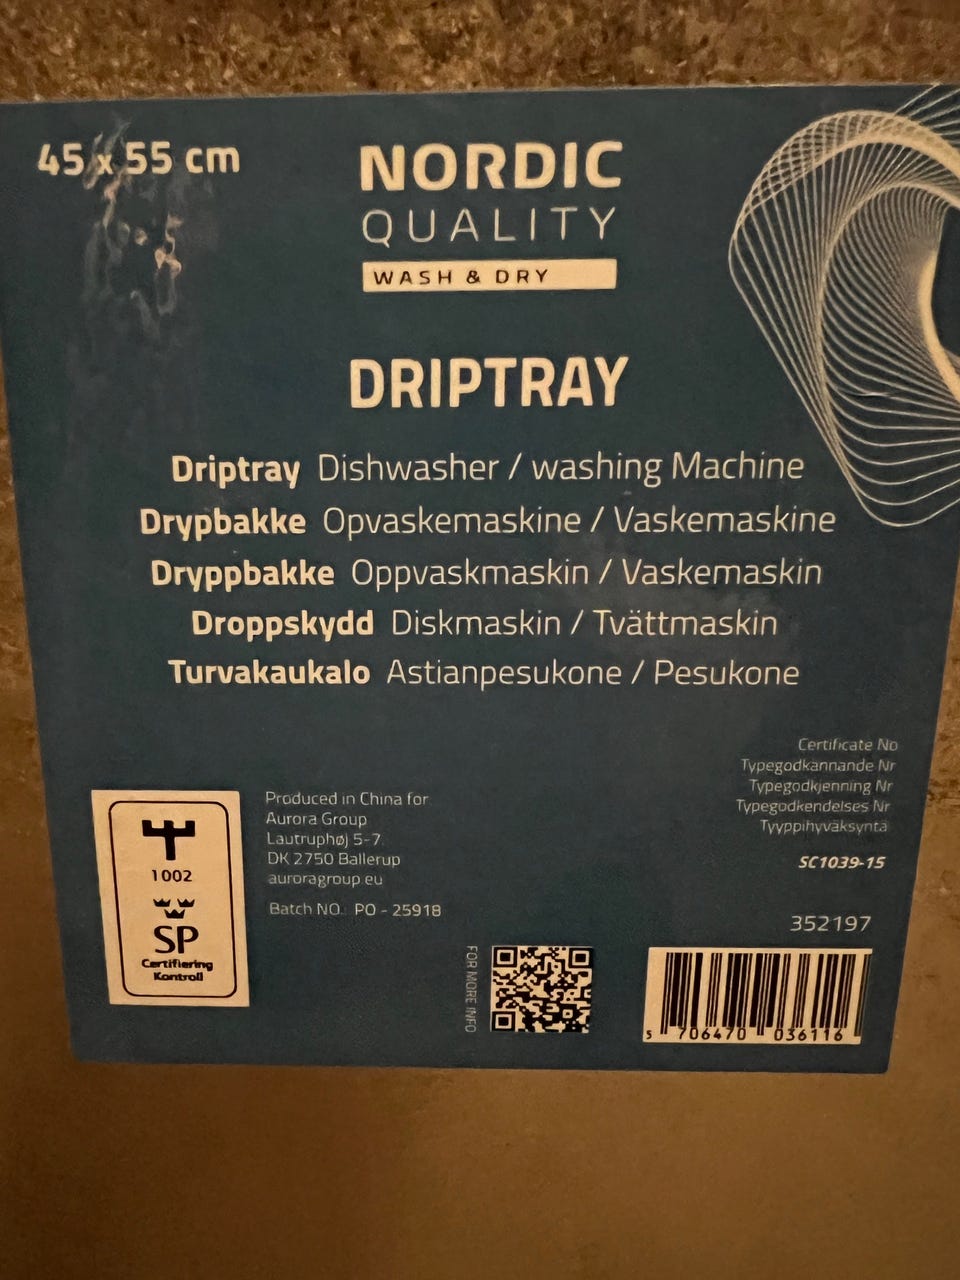 45 x 55 cm
NORDIC
QUALITY
WASH & DRY
DRIPTRAY
Driptray Dishwasher / washing Machine
Drypbakke Opvaskemaskine / Vaskemaskine
Dryppbakke Oppvaskmaskin / Vaskemaskin
Droppskydd Diskmaskin / Tvättmaskin
Turvakaukalo Astianpesukone / Pesukone
Certificate No
Typegodkännande Nr
Typegodkjenning Nr
Typegodkendelses Nr
Tyyppihyväksyntä
SC1039-15
1002
SP
Certifiering
Kontroll
Produced in China for
Aurora Group
Lautruphøj 5-7
DK 2750 Ballerup
auroragroup.eu
Batch NO.: PO - 25918
FOR MORE INFO
352197
5 706470 036116